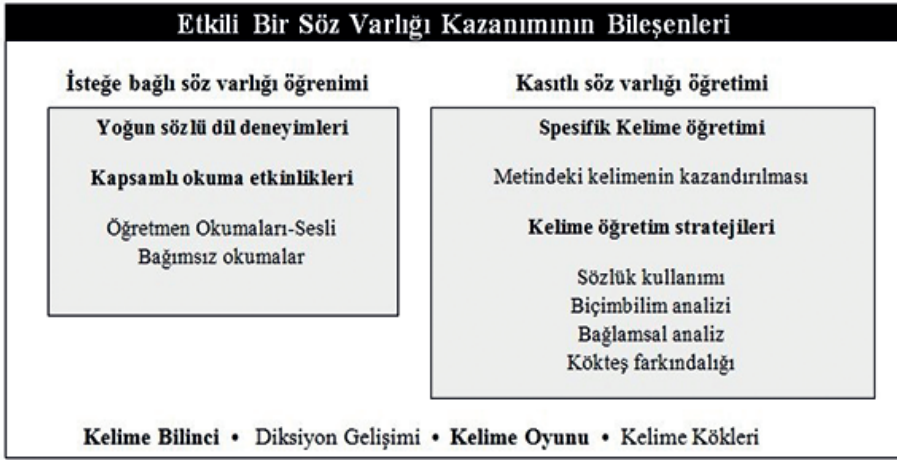 Etkili Bir Söz Varlığı Kazanımının Bileşenleri
İsteğe bağlı söz varlığı öğrenimi
Yoğun sözlü dil deneyimleri
Kapsamlı okuma etkinlikleri
Öğretmen Okumaları-Sesli
Bağımsız okumalar
Kasıtlı söz varlığı öğretimi
Spesifik Kelime öğretimi
Metindeki kelimenin kazandırılması
Kelime öğretim stratejileri
Sözlük kullanımı
Biçimbilim analizi
Bağlamsal analiz
Kökteş farkındalığı
Kelime Bilinci • Diksiyon Gelişimi • Kelime Oyunu • Kelime Kökleri